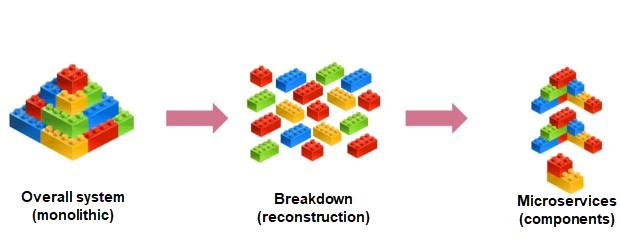 Overall system
(monolithic)
Breakdown
(reconstruction)
Microservices
(components)